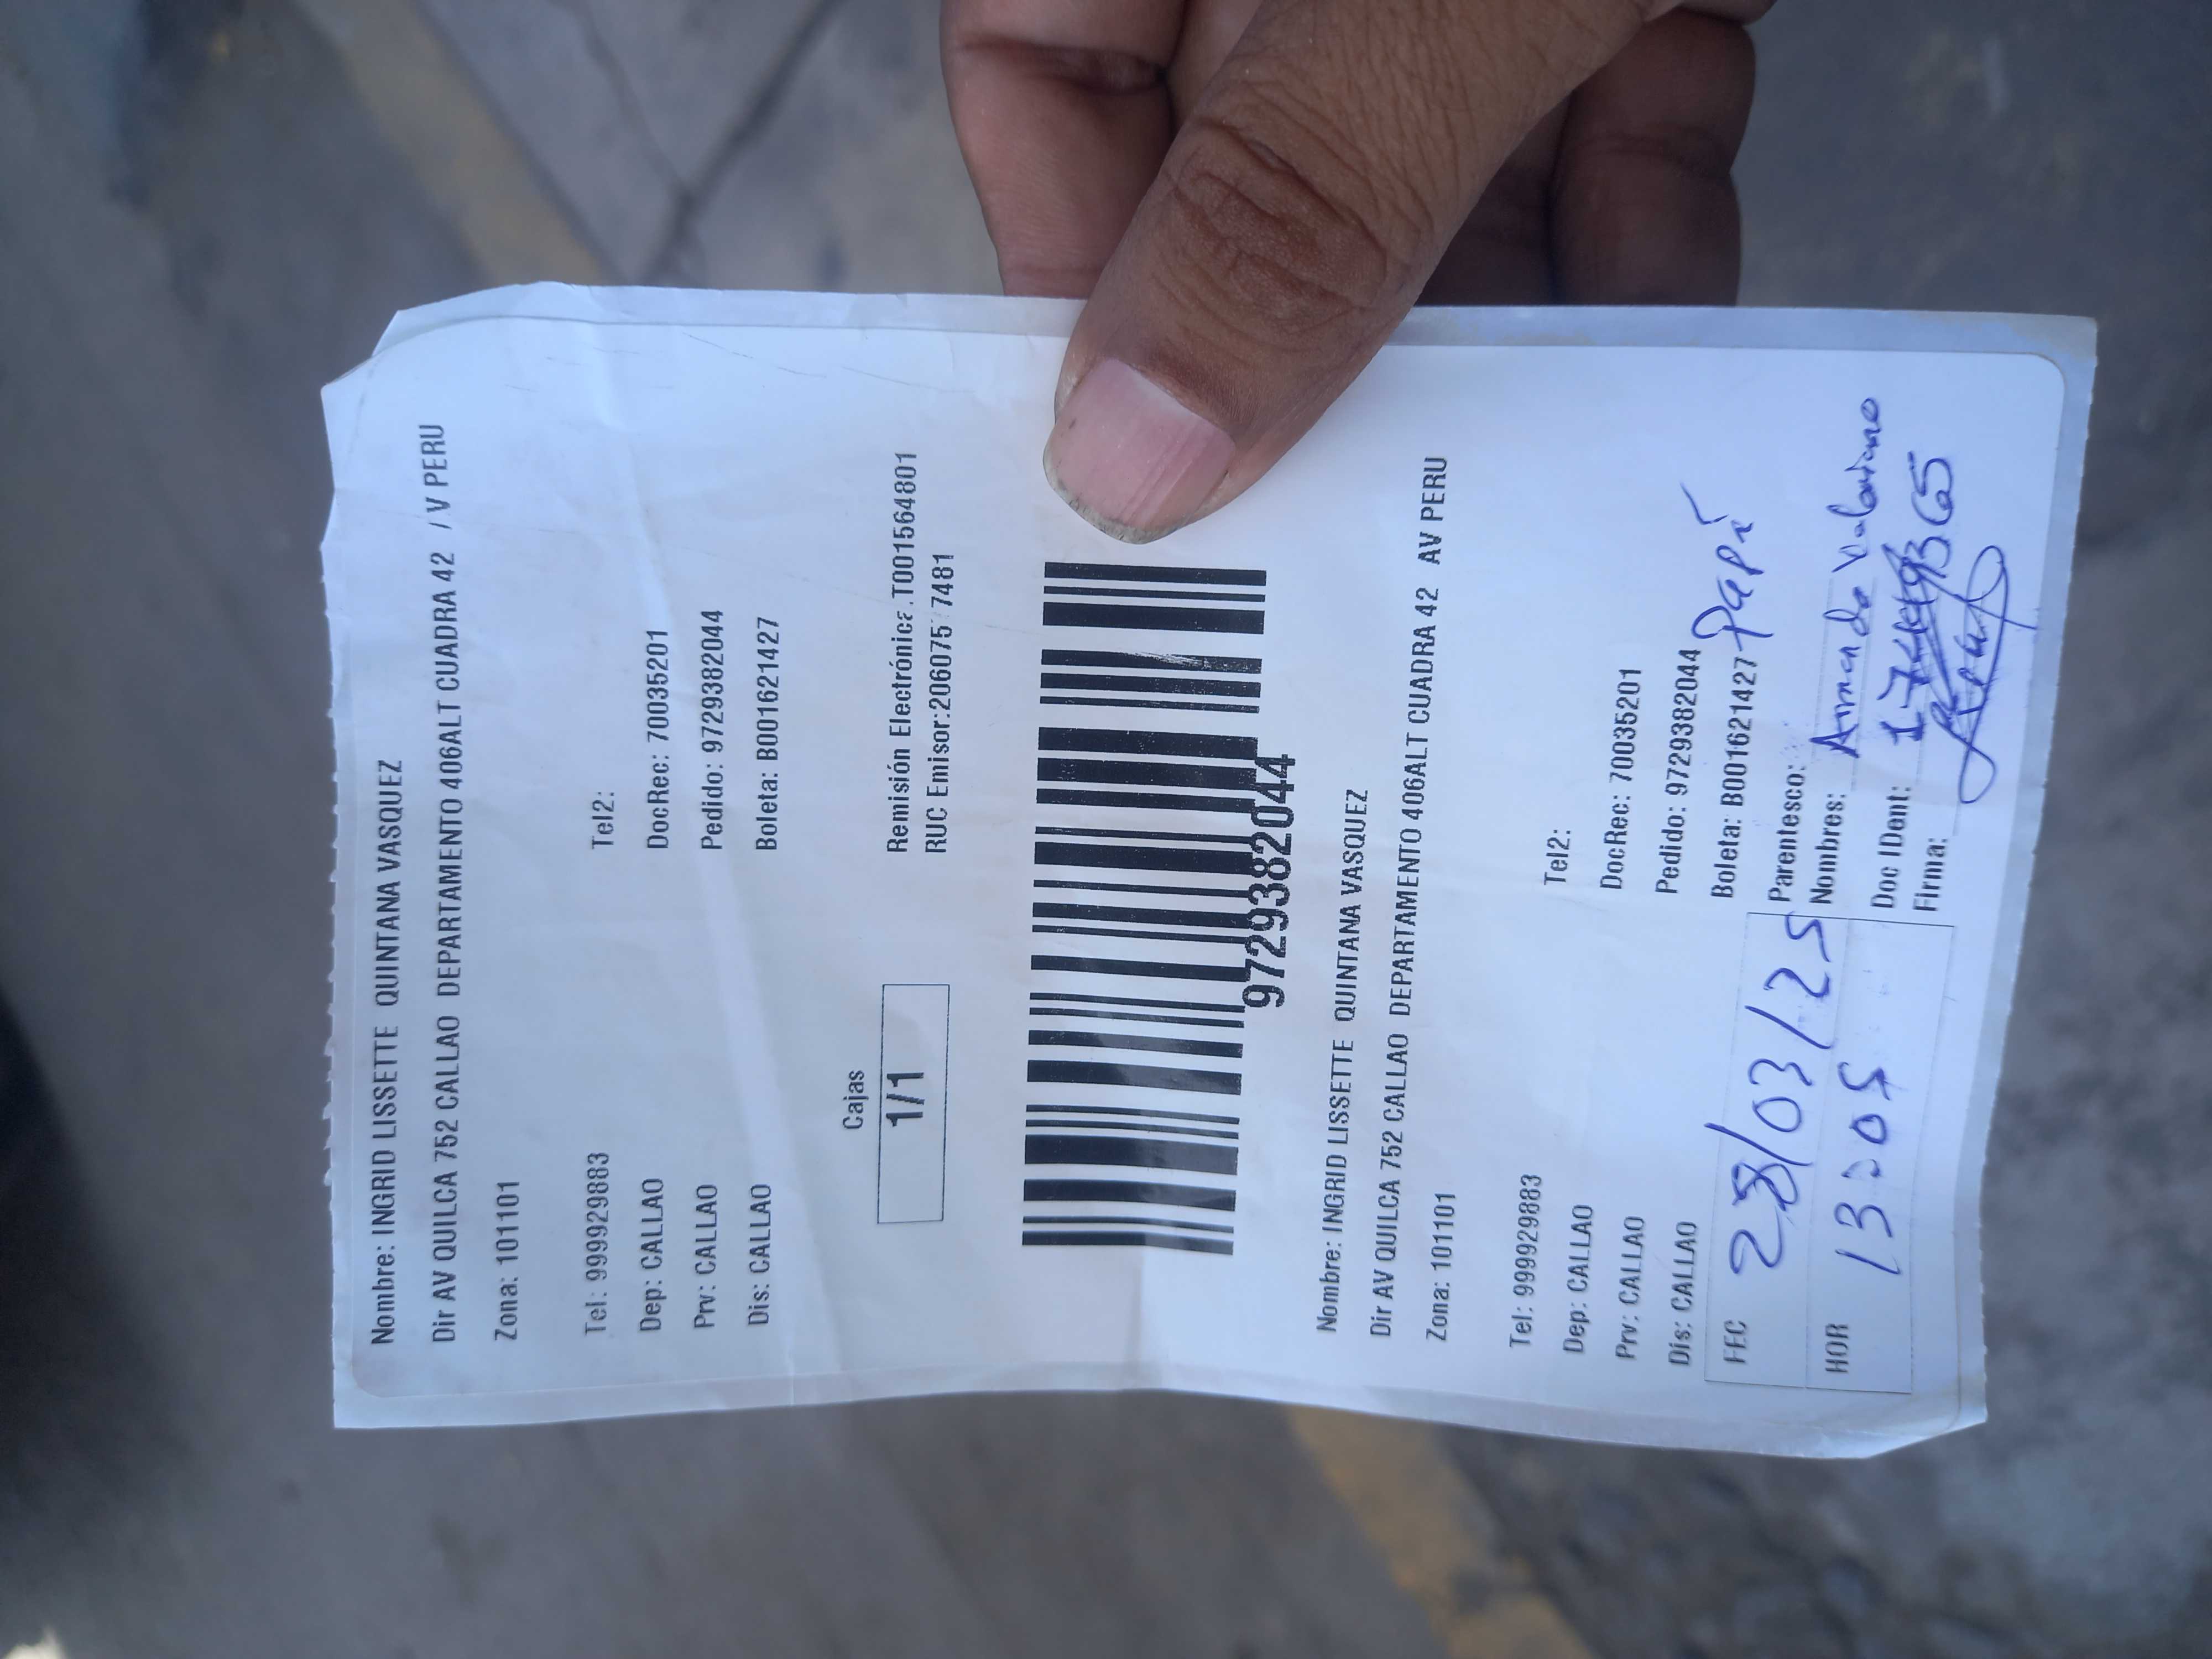 Nombre: INGRID LISSETTE QUINTANA VASQUEZ
Dir AV QUILCA 752 CALLAO DEPARTAMENTO 406ALT CUADRA 42 /V PERU
Zona: 101101
Tel: 999929883 Tel2:
Dep: CALLAO DocRec: 70035201
Prv: CALLAO Pedido: 9729382044
Dis: CALLAO Boleta: B001621427
Cajas
1/1
Remisión Electrónica.T001564801
RUC Emisor:
9729382044
Nombre: INGRID LISSETTE QUINTANA VASQUEZ
Dir AV QUILCA 752 CALLAO DEPARTAMENTO 406ALT CUADRA 42 AV PERU
Zona: 101101
Tel: 999929883 Tel2:
Dep: CALLAO DocRec: 70035201
Prv: CALLAO Pedido: 9729382044
Dis: CALLAO Boleta: B001621427
FEC 28/03/25 Parentesco: Papá
HOR 13:05 Nombres: Armando
Doc IDent:
Firma: